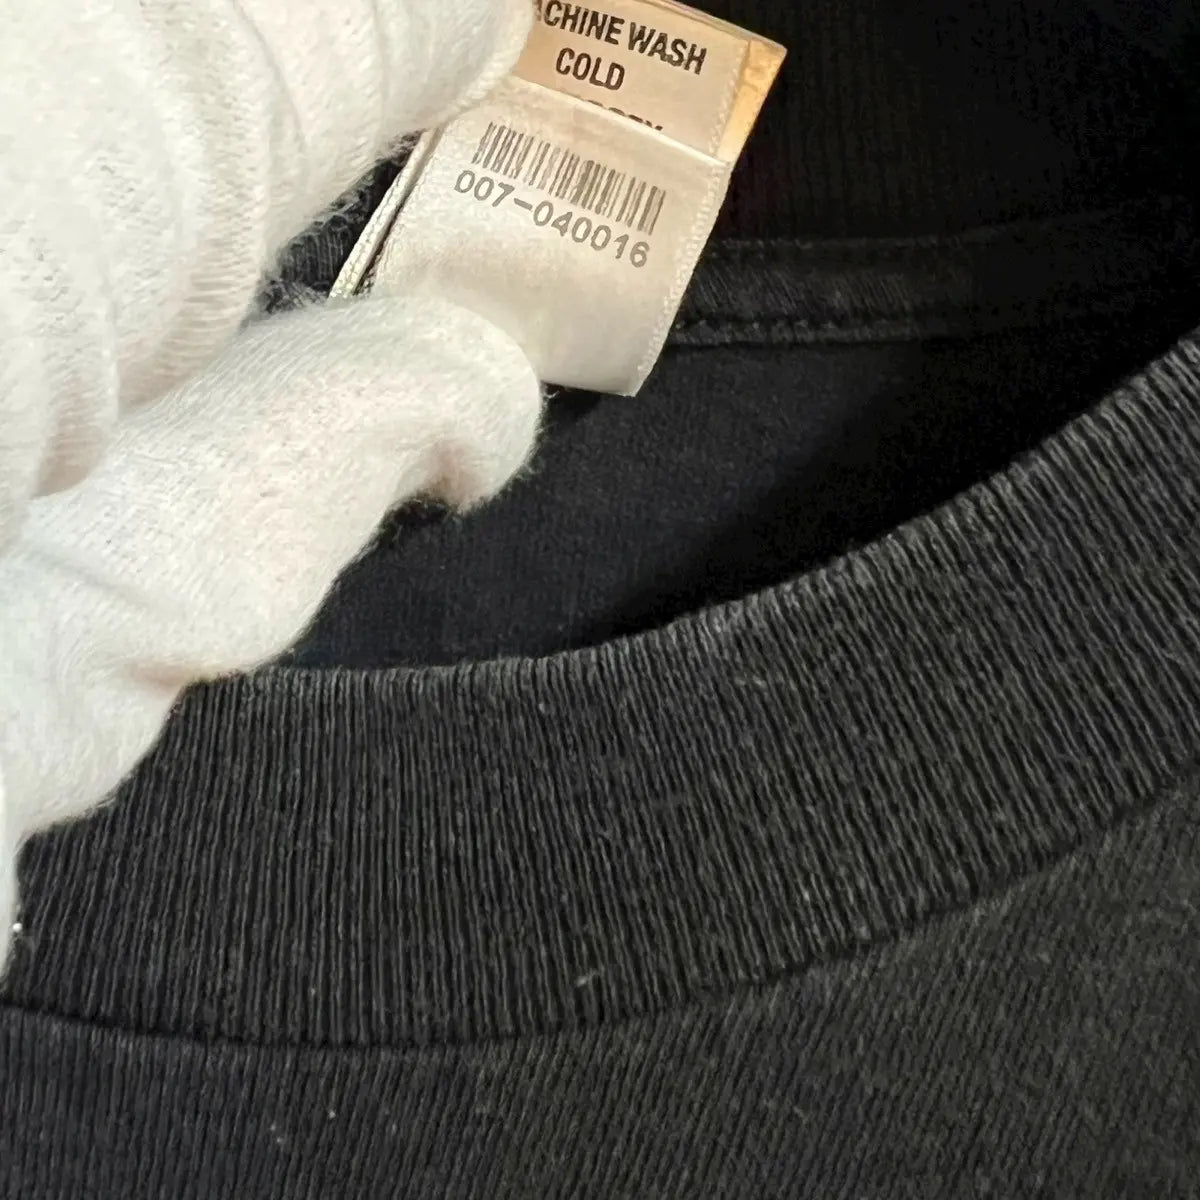 ACHINE WASH
COLD
007-040016